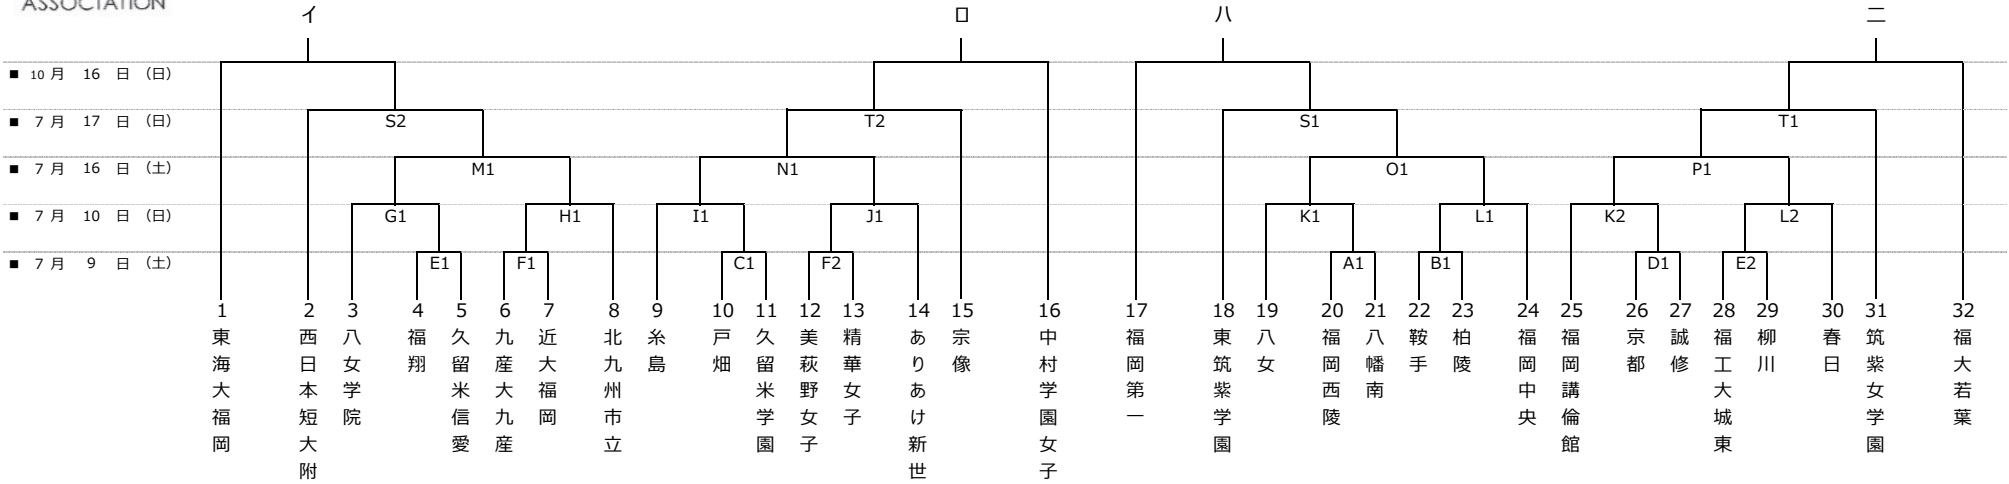 ASSOCIATION
イ ロ ハ ニ
■ 10 月 16 日 (日)
■ 7 月 17 日 (日) S2 T2 S1 T1
■ 7 月 16 日 (土) M1 N1 O1 P1
■ 7 月 10 日 (日) G1 H1 I1 J1 K1 L1 K2 L2
■ 7 月 9 日 (土) E1 F1 C1 F2 A1 B1 D1 E2
1 2 3 4 5 6 7 8 9 10 11 12 13 14 15 16 17 18 19 20 21 22 23 24 25 26 27 28 29 30 31 32
東海大福岡
西日本短大附
八女学院
福翔
久留米信愛
九産大九産
近大福岡
北九州市立
糸島
戸畑
久留米学園
美萩野女子
精華女子
ありあけ新世
宗像
中村学園女子
福岡第一
東筑紫学園
八女
福岡西陵
八幡南
鞍手
柏陵
福岡中央
福岡講倫館
京都
誠修
福工大城東
柳川
春日
筑紫女学園
福大若葉